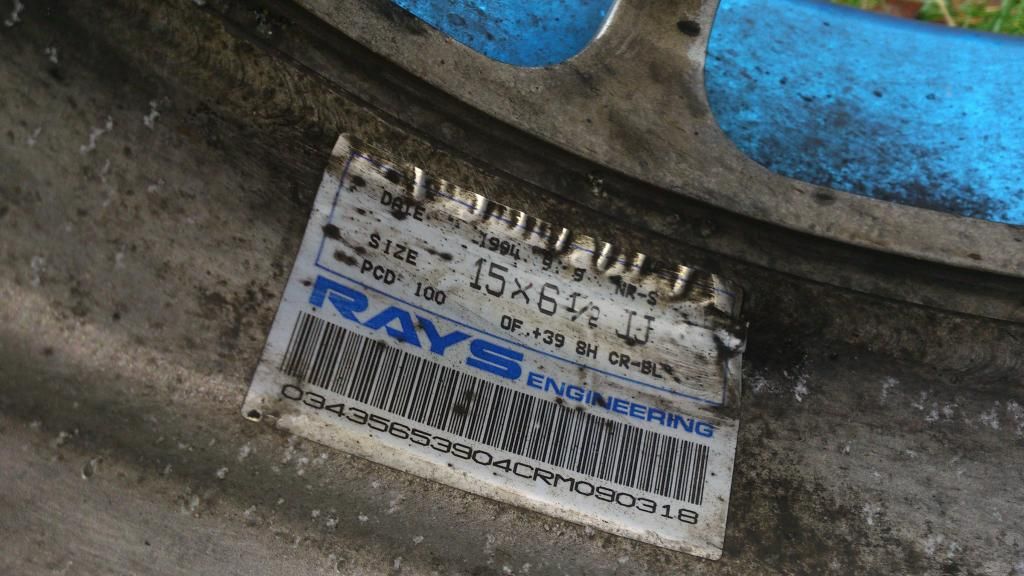 DATE. . . 1994. 9. 9 NR-S
SIZE 15×6 1/2 JJ
PCD 100 OF.+39 8H CR-BL
RAYS ENGINEERING
03435653904CRM090318